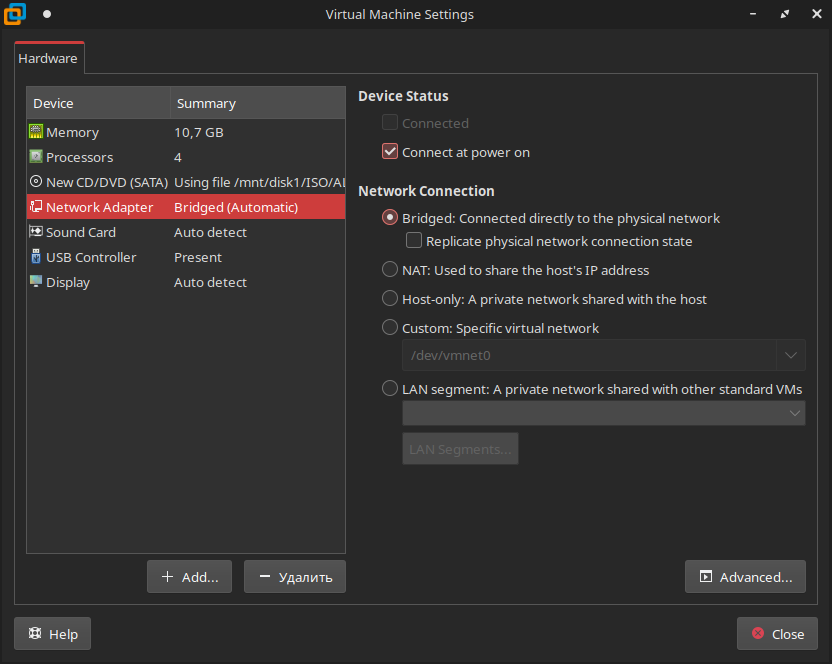 Virtual Machine Settings
Hardware
Device Summary
Memory 10,7 GB
Processors 4
New CD/DVD (SATA) Using file /mnt/disk1/ISO/
Network Adapter Bridged (Automatic)
Sound Card Auto detect
USB Controller Present
Display Auto detect
Device Status
Connected
Connect at power on
Network Connection
Bridged: Connected directly to the physical network
Replicate physical network connection state
NAT: Used to share the host's IP address
Host-only: A private network shared with the host
Custom: Specific virtual network
/dev/vmnet0
LAN segment: A private network shared with other standard VMs
LAN Segments...
Add...
Удалить
Advanced...
Help
Close